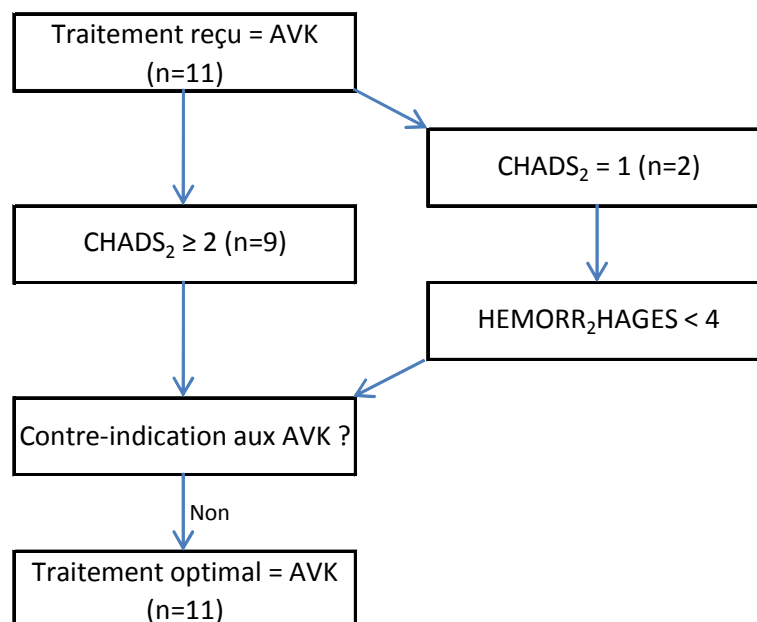 Traitement reçu = AVK
(n=11)
CHADS₂ = 1 (n=2)
CHADS₂ ≥ 2 (n=9)
HEMORR₂HAGES < 4
Contre-indication aux AVK ?
Non
Traitement optimal = AVK
(n=11)